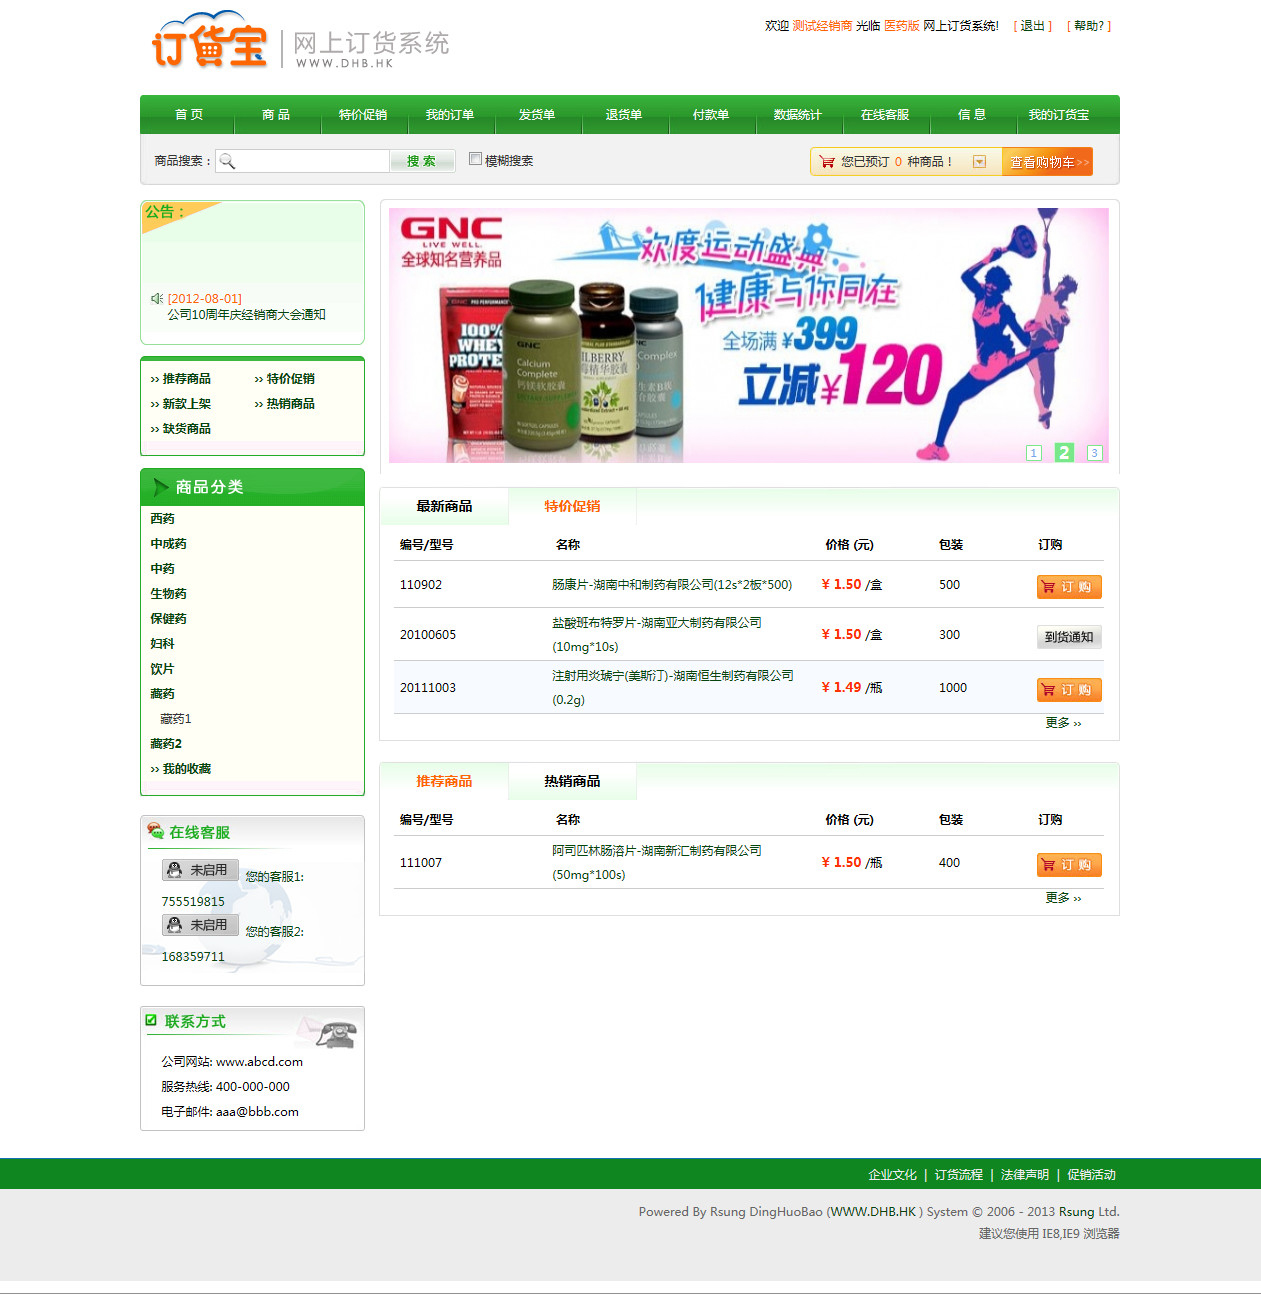 订货宝 网上订货系统
WWW.DHB.HK
欢迎 测试经销商 光临 医药版 网上订货系统! [ 退出 ] [ 帮助? ]
首 页 商 品 特价促销 我的订单 发货单 退货单 付款单 数据统计 在线客服 信 息 我的订货宝
商品搜索： 搜 索 模糊搜索 您已预订 0 种商品！ 查看购物车>>
公告：
[2012-08-01]
公司10周年庆经销商大会通知
›› 推荐商品 ›› 特价促销
›› 新款上架 ›› 热销商品
›› 缺货商品
商品分类
西药
中成药
中药
生物药
保健药
妇科
饮片
藏药
藏药1
藏药2
›› 我的收藏
在线客服
未启用 您的客服1:
755519815
未启用 您的客服2:
168359711
联系方式
公司网站: www.abcd.com
服务热线: 400-000-000
电子邮件: aaa@bbb.com
GNC
LIVE WELL.
全球知名营养品
欢度运动盛典
健康与你同在
全场满¥399
立减¥120
GNC PRO PERFORMANCE
100%
WHEY
PROTEIN
GNC
Calcium
Complete
钙镁软胶囊
1 2 3
最新商品 特价促销
编号/型号 名称 价格 (元) 包装 订购
110902 肠康片-湖南中和制药有限公司(12s*2板*500) ¥ 1.50 /盒 500 订 购
20100605 盐酸班布特罗片-湖南亚大制药有限公司
(10mg*10s) ¥ 1.50 /盒 300 到货通知
20111003 注射用炎琥宁(美斯汀)-湖南恒生制药有限公司
(0.2g) ¥ 1.49 /瓶 1000 订 购
更多 ››
推荐商品 热销商品
编号/型号 名称 价格 (元) 包装 订购
111007 阿司匹林肠溶片-湖南新汇制药有限公司
(50mg*100s) ¥ 1.50 /瓶 400 订 购
更多 ››
企业文化 | 订货流程 | 法律声明 | 促销活动
Powered By Rsung DingHuoBao (WWW.DHB.HK ) System © 2006 - 2013 Rsung Ltd.
建议您使用 IE8,IE9 浏览器